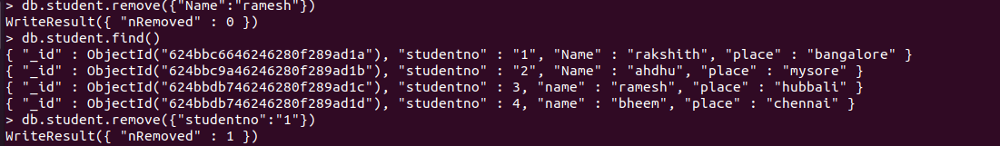 > db.student.remove({"Name":"ramesh"})
WriteResult({ "nRemoved" : 0 })
> db.student.find()
{ "_id" : ObjectId("624bbc6646246280f289ad1a"), "studentno" : "1", "Name" : "rakshith", "place" : "bangalore" }
{ "_id" : ObjectId("624bbc9a46246280f289ad1b"), "studentno" : "2", "Name" : "ahdhu", "place" : "mysore" }
{ "_id" : ObjectId("624bbdb746246280f289ad1c"), "studentno" : 3, "name" : "ramesh", "place" : "hubbali" }
{ "_id" : ObjectId("624bbdb746246280f289ad1d"), "studentno" : 4, "name" : "bheem", "place" : "chennai" }
> db.student.remove({"studentno":"1"})
WriteResult({ "nRemoved" : 1 })